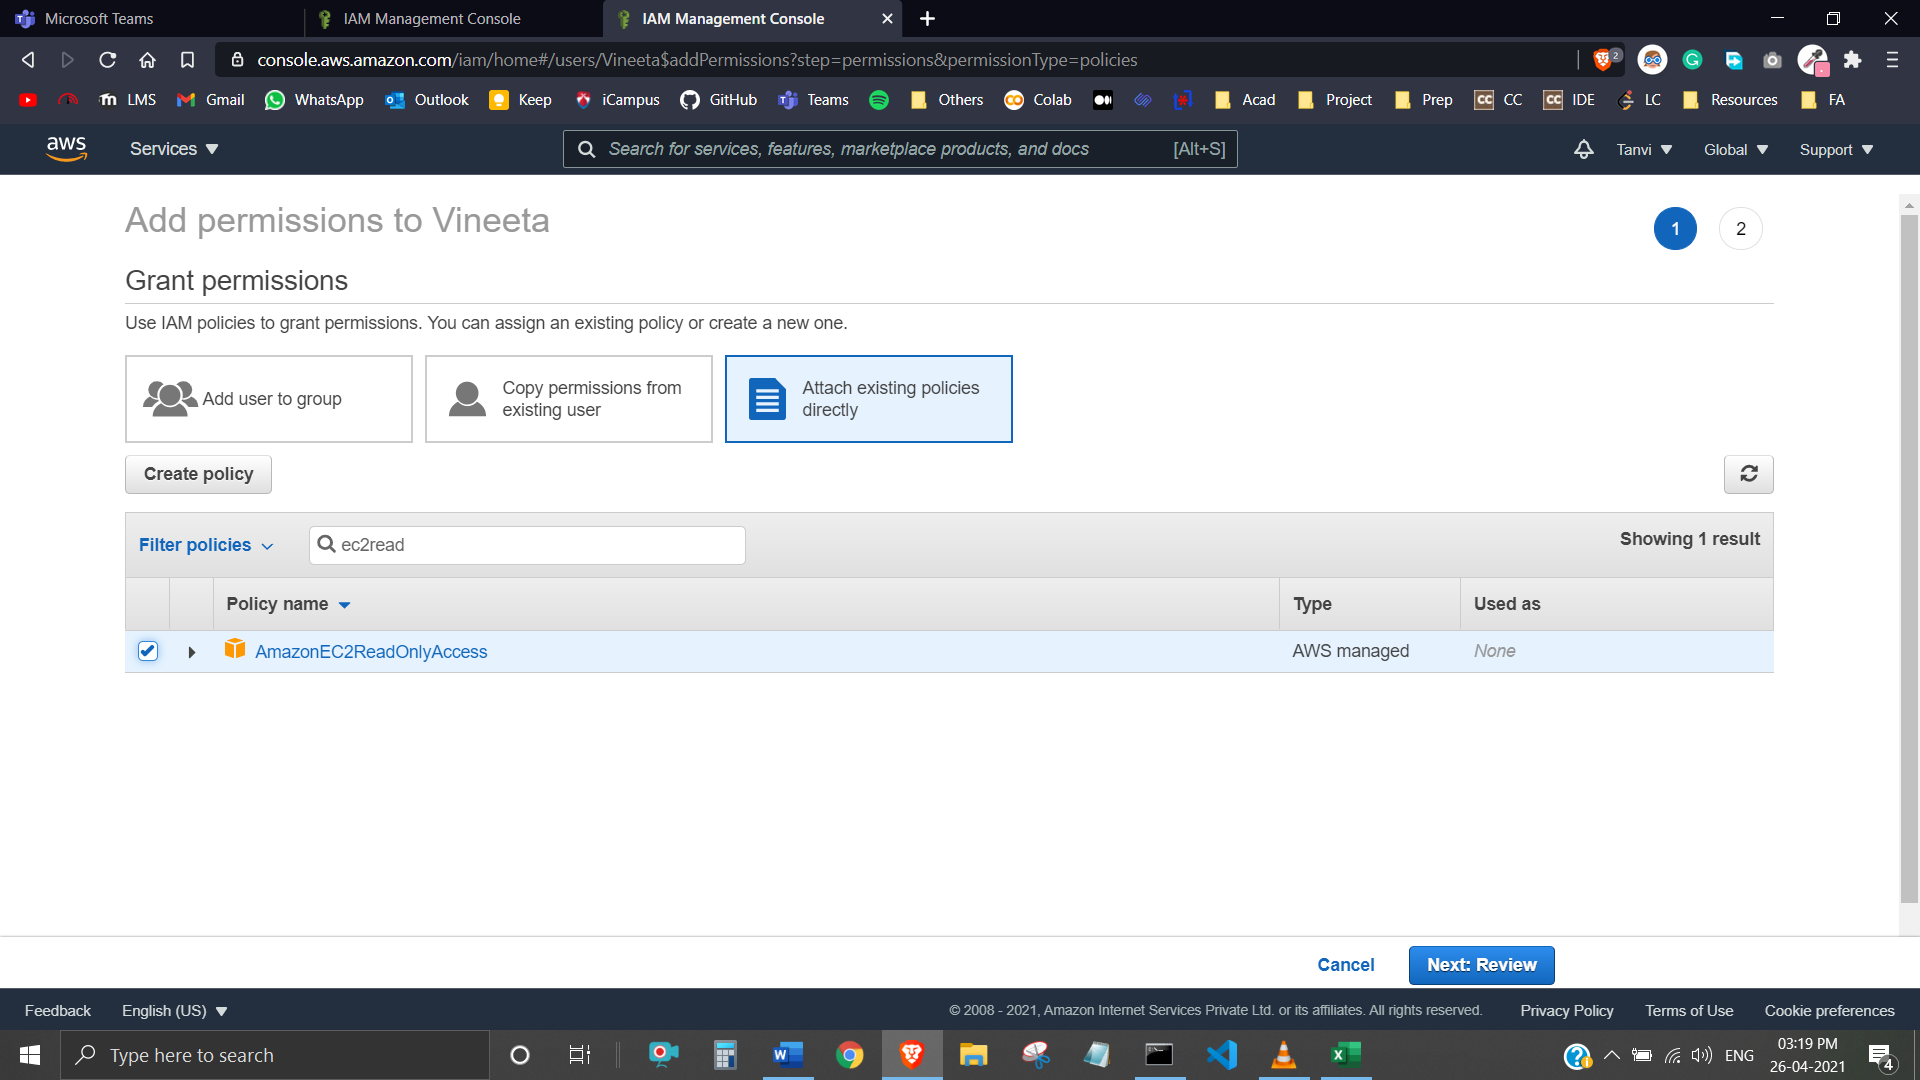 Microsoft Teams
IAM Management Console
IAM Management Console
console.aws.amazon.com/iam/home#/users/Vineeta$addPermissions?step=permissions&permissionType=policies
2
LMS
Gmail
WhatsApp
Outlook
Keep
iCampus
GitHub
Teams
Others
Colab
Acad
Project
Prep
CC CC
CC IDE
LC
Resources
FA
aws
Services
Search for services, features, marketplace products, and docs [Alt+S]
Tanvi
Global
Support
Add permissions to Vineeta
1 2
Grant permissions
Use IAM policies to grant permissions. You can assign an existing policy or create a new one.
Add user to group
Copy permissions from
existing user
Attach existing policies
directly
Create policy
Filter policies
ec2read
Showing 1 result
Policy name
Type
Used as
AmazonEC2ReadOnlyAccess
AWS managed
None
Cancel
Next: Review
Feedback
English (US)
© 2008 - 2021, Amazon Internet Services Private Ltd. or its affiliates. All rights reserved.
Privacy Policy
Terms of Use
Cookie preferences
Type here to search
ENG
03:19 PM
26-04-2021
4